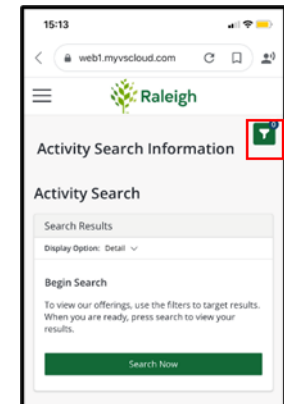 15:13
web1.myvscloud.com
Raleigh
0
Activity Search Information
Activity Search
Search Results
Display Option: Detail
Begin Search
To view our offerings, use the filters to target results.
When you are ready, press search to view your
results.
Search Now